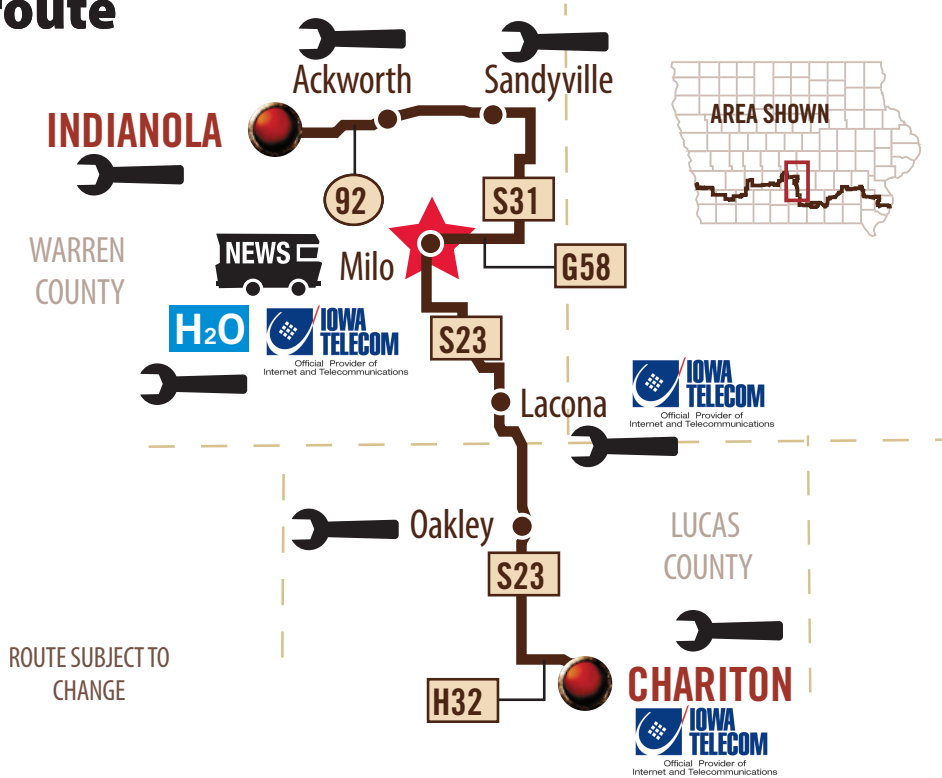 route
Ackworth
Sandyville
INDIANOLA
AREA SHOWN
92
S31
WARREN
COUNTY
NEWS
Milo
G58
H₂O
IOWA
TELECOM
Official Provider of
Internet and Telecommunications
S23
Lacona
IOWA
TELECOM
Official Provider of
Internet and Telecommunications
Oakley
LUCAS
COUNTY
S23
ROUTE SUBJECT TO
CHANGE
H32
CHARITON
IOWA
TELECOM
Official Provider of
Internet and Telecommunications